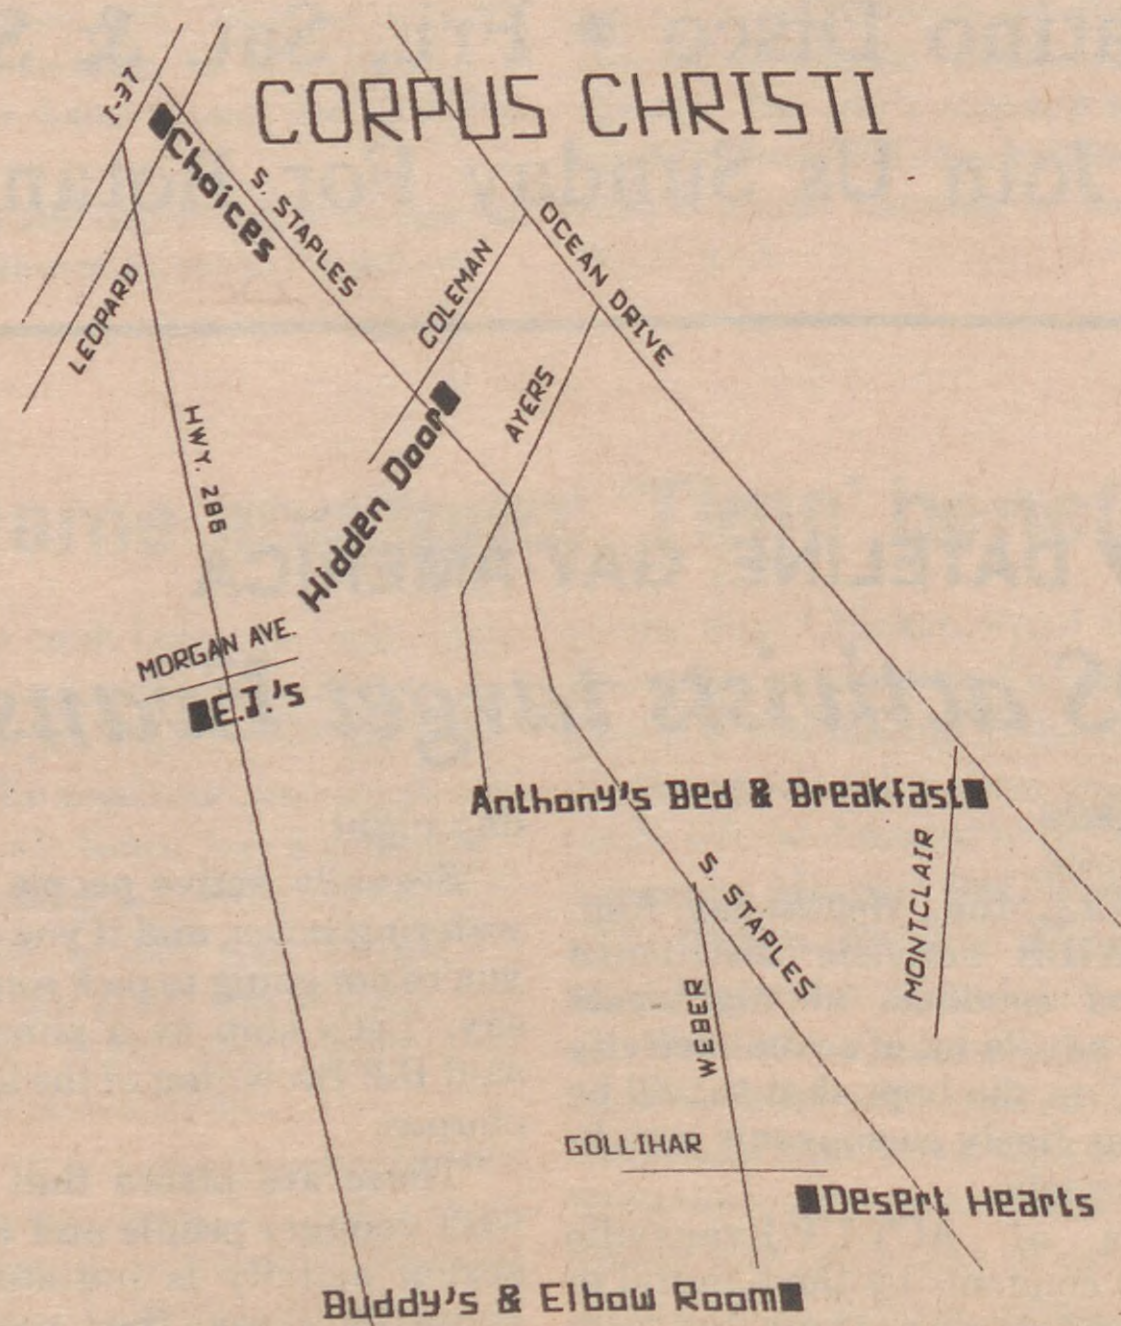 CORPUS CHRISTI
I-37
Choices
S. STAPLES
LEOPARD
COLEMAN
OCEAN DRIVE
AYERS
HWY. 286
Hidden Door
MORGAN AVE.
E.J.'s
Anthony's Bed & Breakfast
MONTCLAIR
S. STAPLES
WEBER
GOLLIHAR
Desert Hearts
Buddy's & Elbow Room